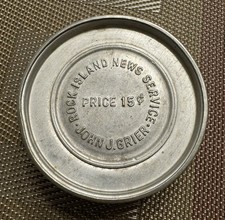 · ROCK ISLAND NEWS SERVICE ·
PRICE 15¢
JOHN J. GRIER